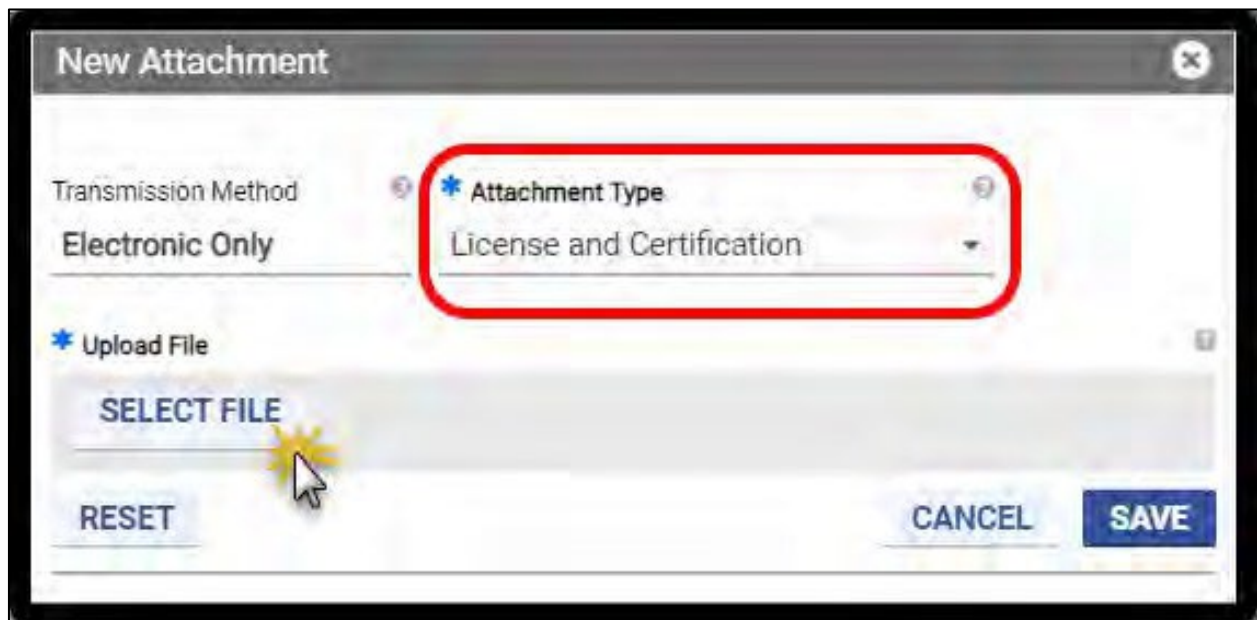 New Attachment
Transmission Method * Attachment Type
Electronic Only License and Certification
* Upload File
SELECT FILE
RESET CANCEL SAVE